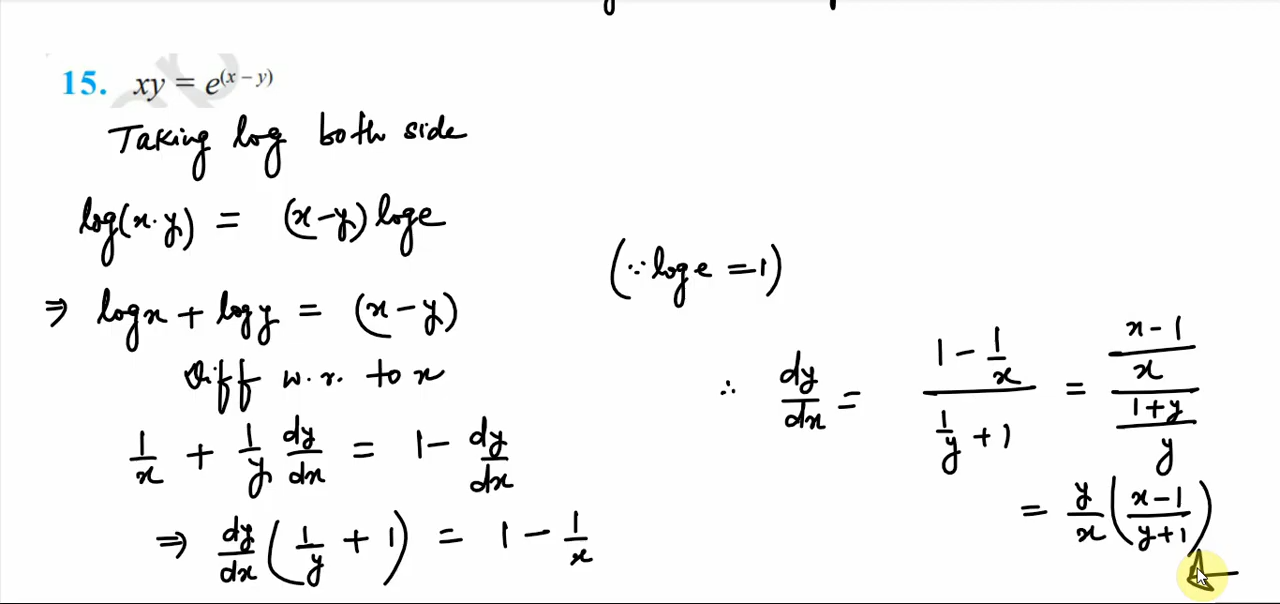 15. xy = e^(x – y)
Taking log both side
log(x·y) = (x-y) loge
⇒ logx + logy = (x-y)
(∵ log e = 1)
Diff w.r. to x
1/x + 1/y dy/dx = 1 - dy/dx
⇒ dy/dx (1/y + 1) = 1 - 1/x
∴ dy/dx = (1 - 1/x)/(1/y + 1) = ((x-1)/x)/((1+y)/y)
= y/x ((x-1)/(y+1))